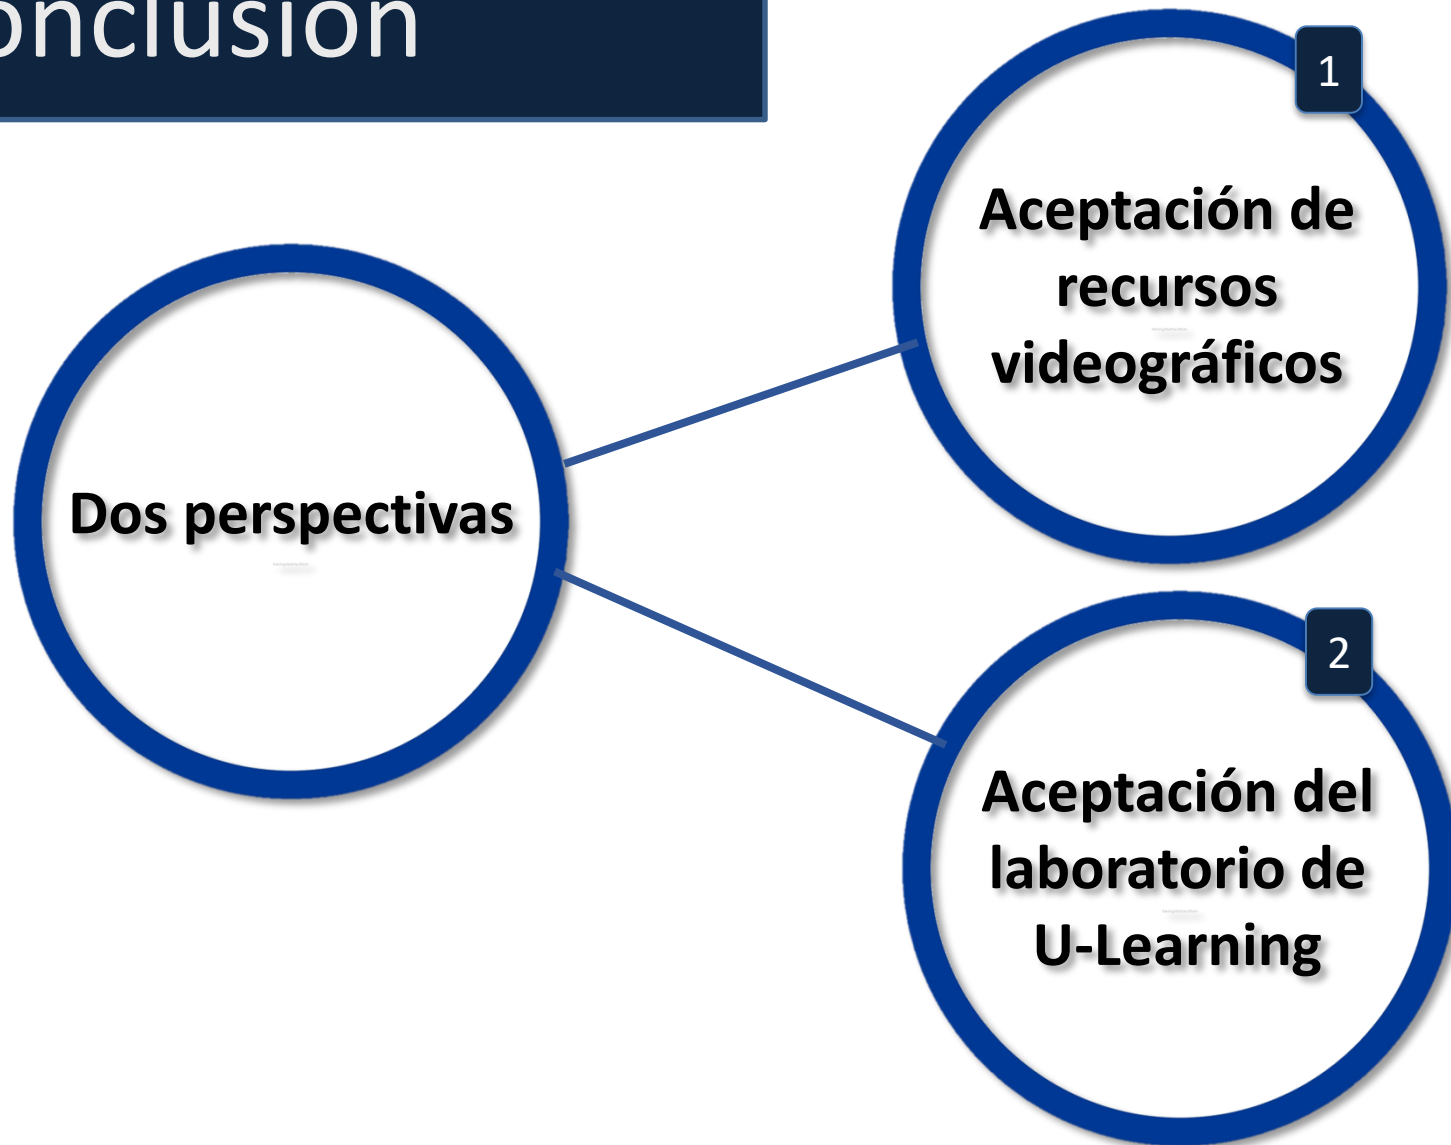 onclusión
1
Aceptación de
recursos
videográficos
Dos perspectivas
2
Aceptación del
laboratorio de
U-Learning